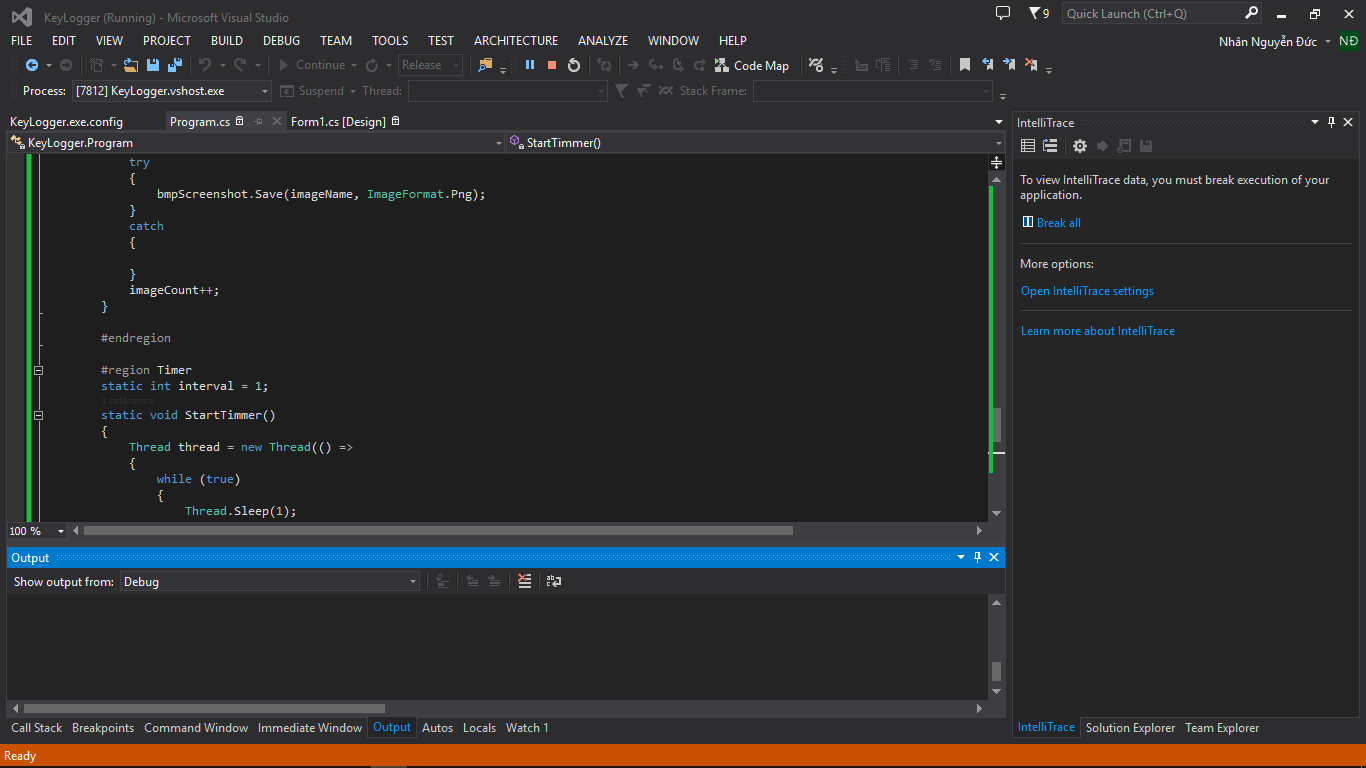 KeyLogger (Running) - Microsoft Visual Studio
9
Quick Launch (Ctrl+Q)
FILE EDIT VIEW PROJECT BUILD DEBUG TEAM TOOLS TEST ARCHITECTURE ANALYZE WINDOW HELP
Nhân Nguyễn Đức
NĐ
Continue Release Code Map
Process: [7812] KeyLogger.vshost.exe Suspend Thread: Stack Frame:
KeyLogger.exe.config Program.cs Form1.cs [Design]
KeyLogger.Program StartTimmer()
try
{
bmpScreenshot.Save(imageName, ImageFormat.Png);
}
catch
{
}
imageCount++;
}
#endregion
#region Timer
static int interval = 1;
1 reference
static void StartTimmer()
{
Thread thread = new Thread(() =>
{
while (true)
{
Thread.Sleep(1);
100 %
Output
Show output from: Debug
Call Stack Breakpoints Command Window Immediate Window Output Autos Locals Watch 1
IntelliTrace
To view IntelliTrace data, you must break execution of your
application.
Break all
More options:
Open IntelliTrace settings
Learn more about IntelliTrace
IntelliTrace Solution Explorer Team Explorer
Ready